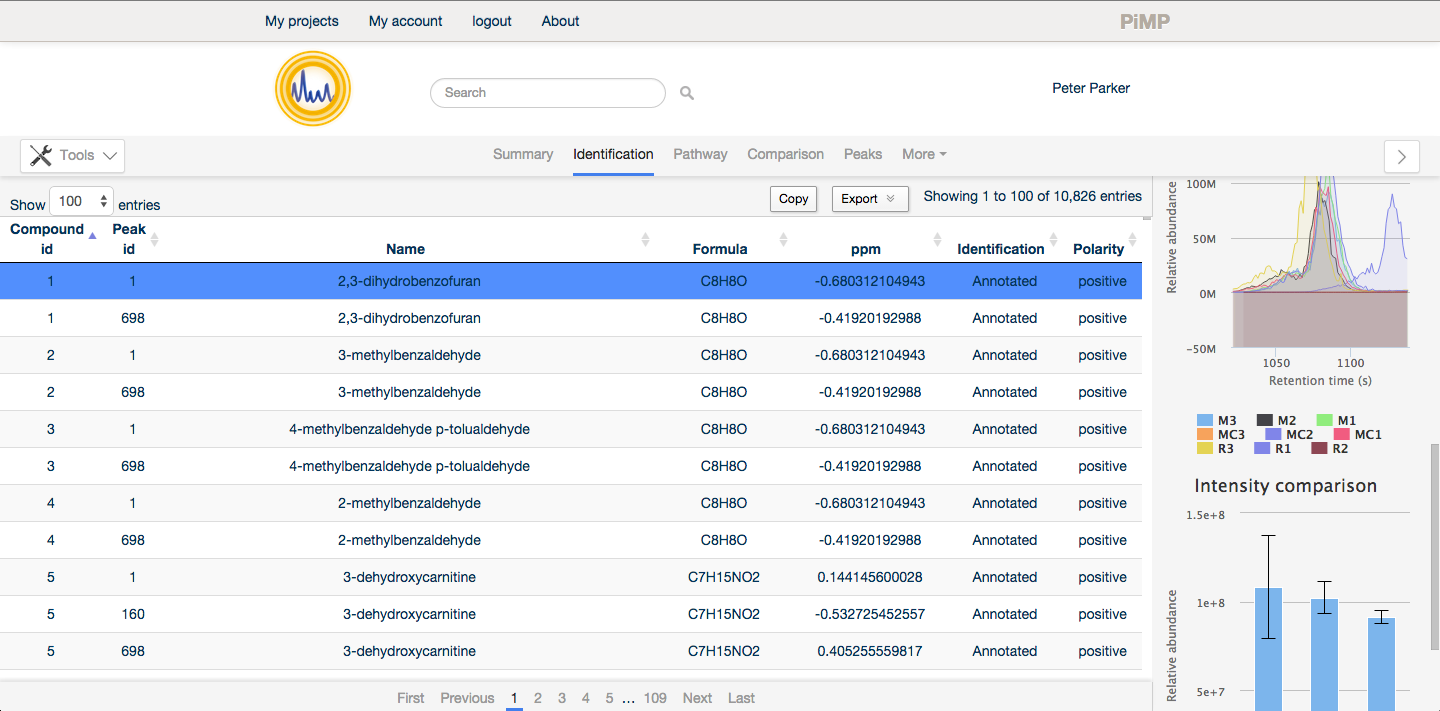 My projects My account logout About PiMP
Search
Peter Parker
Tools Summary Identification Pathway Comparison Peaks More
Show 100 entries Copy Export Showing 1 to 100 of 10,826 entries
Compound id Peak id Name Formula ppm Identification Polarity
1 1 2,3-dihydrobenzofuran C8H8O -0.680312104943 Annotated positive
1 698 2,3-dihydrobenzofuran C8H8O -0.41920192988 Annotated positive
2 1 3-methylbenzaldehyde C8H8O -0.680312104943 Annotated positive
2 698 3-methylbenzaldehyde C8H8O -0.41920192988 Annotated positive
3 1 4-methylbenzaldehyde p-tolualdehyde C8H8O -0.680312104943 Annotated positive
3 698 4-methylbenzaldehyde p-tolualdehyde C8H8O -0.41920192988 Annotated positive
4 1 2-methylbenzaldehyde C8H8O -0.680312104943 Annotated positive
4 698 2-methylbenzaldehyde C8H8O -0.41920192988 Annotated positive
5 1 3-dehydroxycarnitine C7H15NO2 0.144145600028 Annotated positive
5 160 3-dehydroxycarnitine C7H15NO2 -0.532725452557 Annotated positive
5 698 3-dehydroxycarnitine C7H15NO2 0.405255559817 Annotated positive
First Previous 1 2 3 4 5 ... 109 Next Last
Relative abundance
100M
50M
0M
-50M
1050 1100
Retention time (s)
M3 M2 M1
MC3 MC2 MC1
R3 R1 R2
Intensity comparison
Relative abundance
1.5e+8
1e+8
5e+7